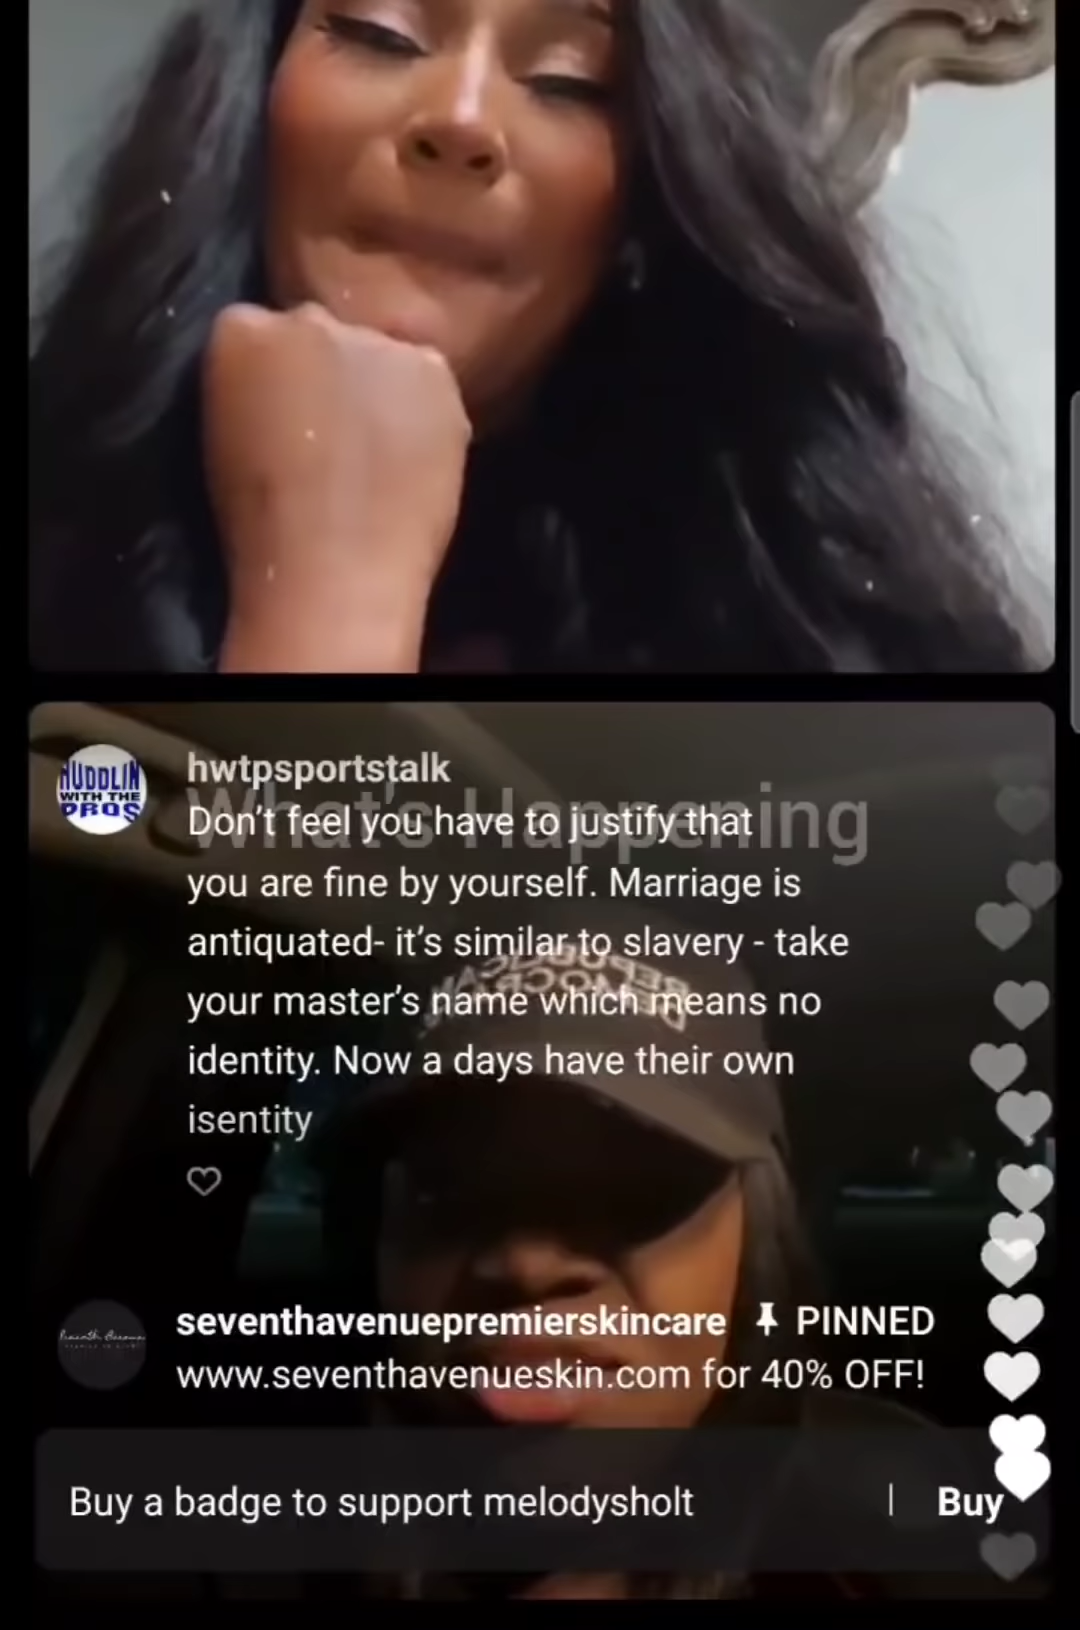 HUDDLIN
WITH THE
PROS
hwtpsportstalk
What's Happening
Don't feel you have to justify that
you are fine by yourself. Marriage is
antiquated- it's similar to slavery - take
your master's name which means no
identity. Now a days have their own
isentity
seventhavenuepremierskincare PINNED
www.seventhavenueskin.com for 40% OFF!
Buy a badge to support melodysholt | Buy